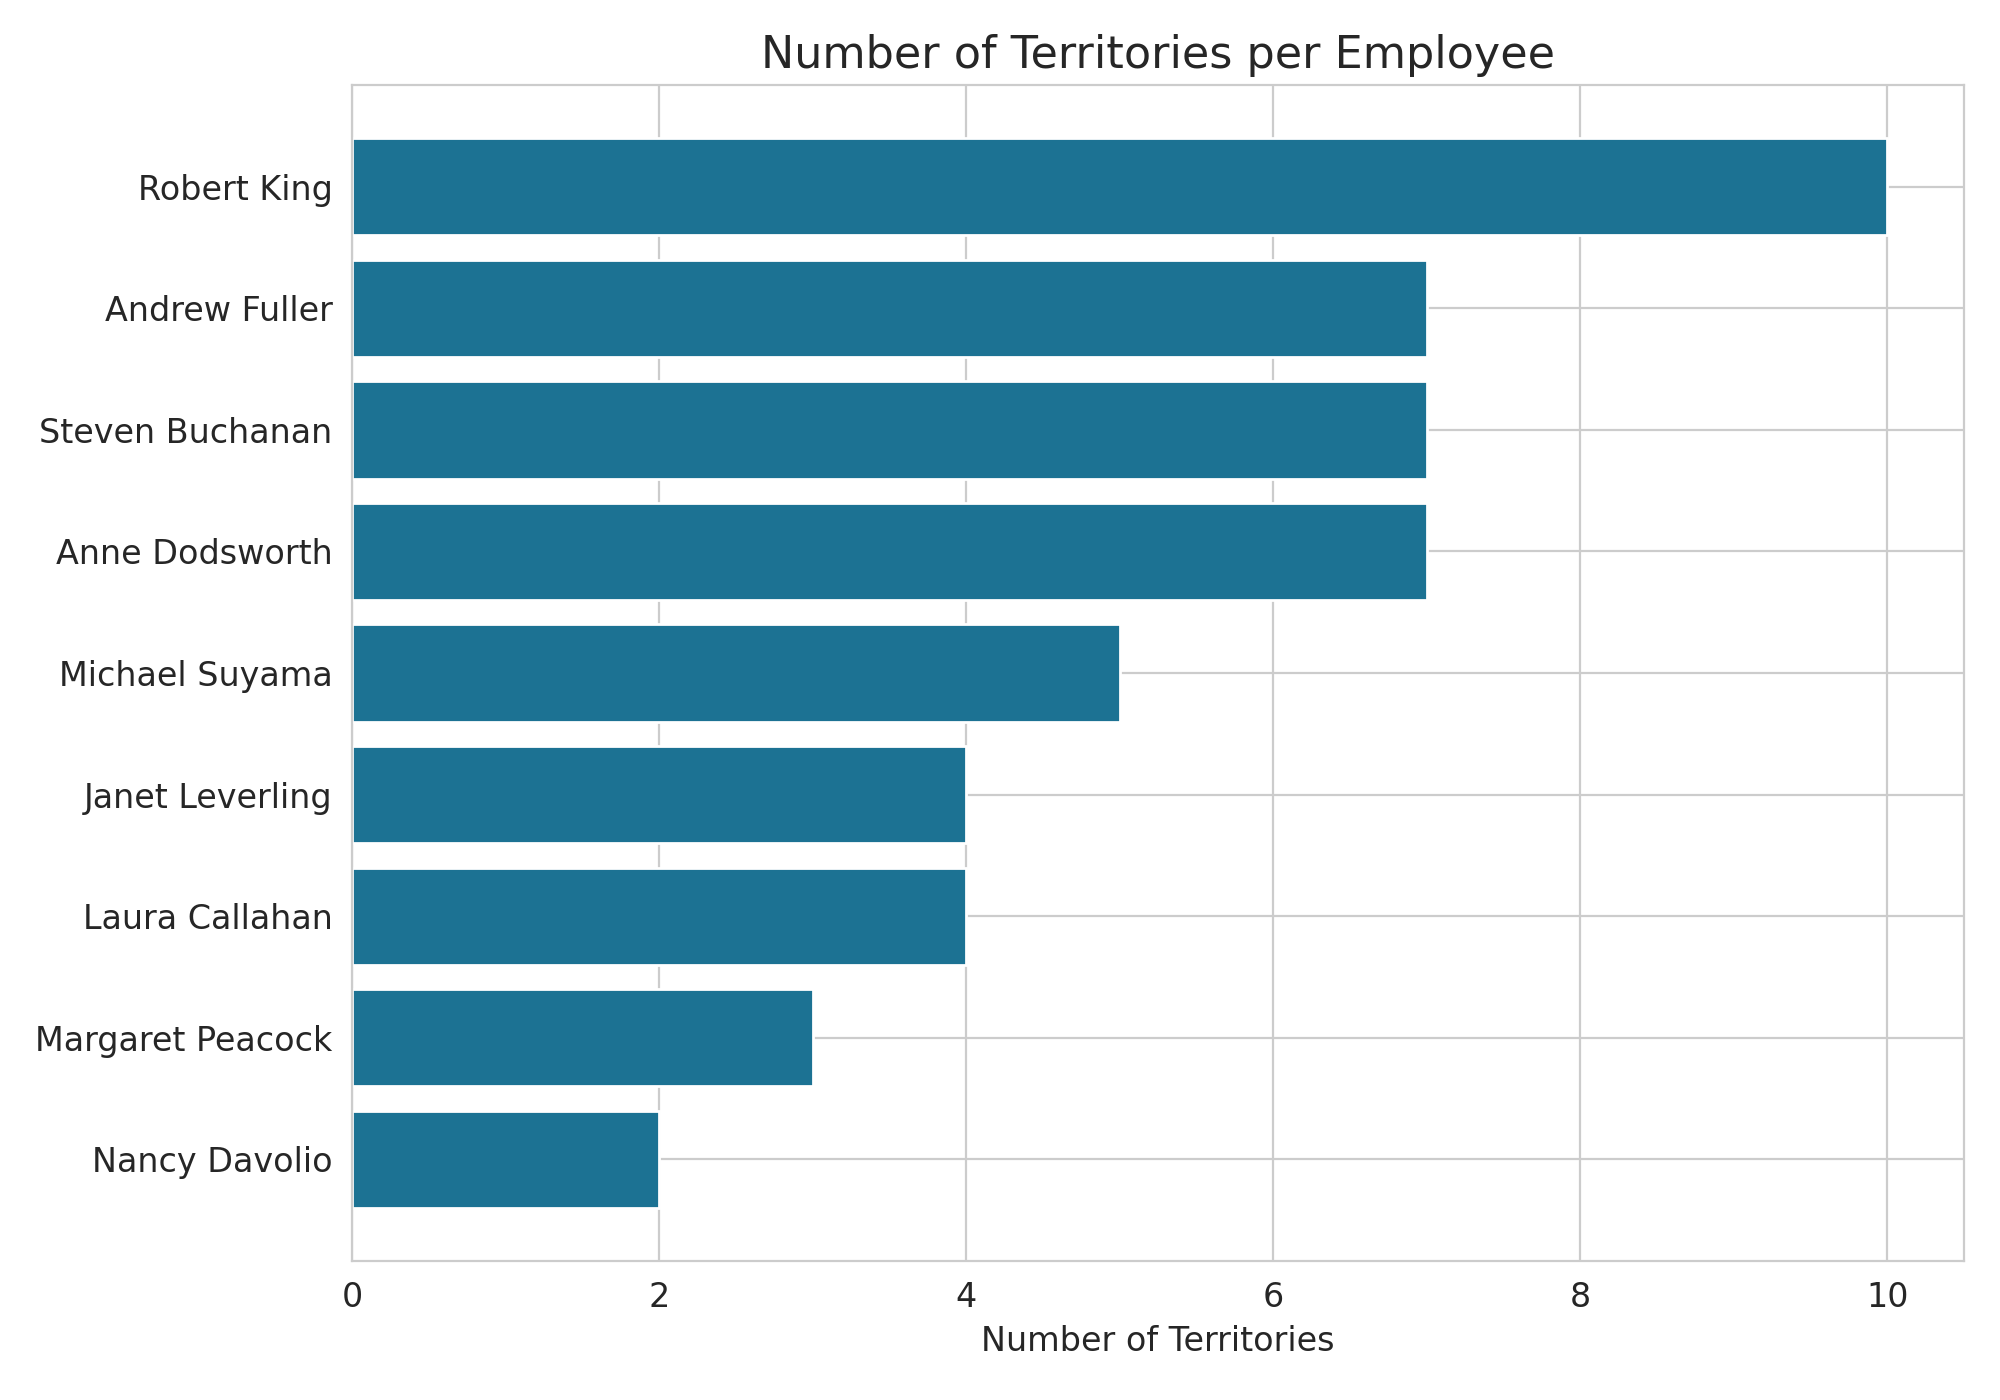 Number of Territories per Employee
Robert King
Andrew Fuller
Steven Buchanan
Anne Dodsworth
Michael Suyama
Janet Leverling
Laura Callahan
Margaret Peacock
Nancy Davolio
0 2 4 6 8 10
Number of Territories